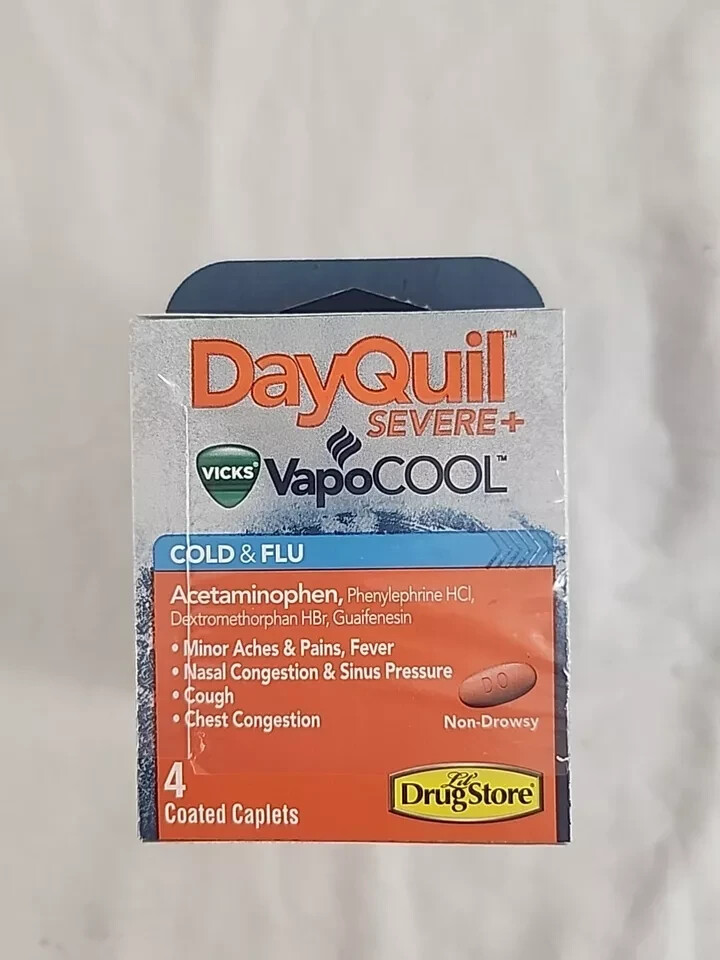 DayQuil™
SEVERE+
VICKS® VapoCOOL™
COLD & FLU
Acetaminophen, Phenylephrine HCl,
Dextromethorphan HBr, Guaifenesin
• Minor Aches & Pains, Fever
• Nasal Congestion & Sinus Pressure
• Cough
• Chest Congestion
DO
Non-Drowsy
4
Coated Caplets
Lil'
DrugStore®